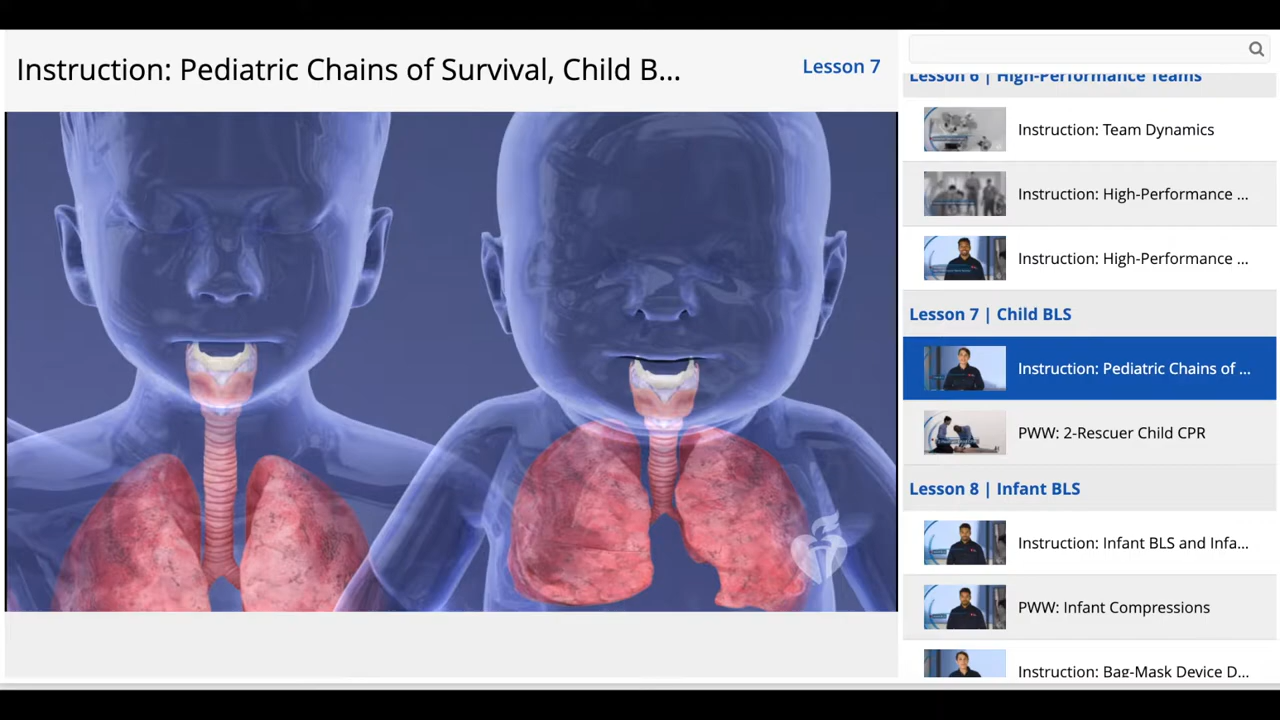 Instruction: Pediatric Chains of Survival, Child B...
Lesson 7
Lesson 6 | High-Performance Teams
Instruction: Team Dynamics
Instruction: High-Performance ...
Instruction: High-Performance ...
Lesson 7 | Child BLS
Instruction: Pediatric Chains of ...
PWW: 2-Rescuer Child CPR
Lesson 8 | Infant BLS
Instruction: Infant BLS and Infa...
PWW: Infant Compressions
Instruction: Bag-Mask Device D...